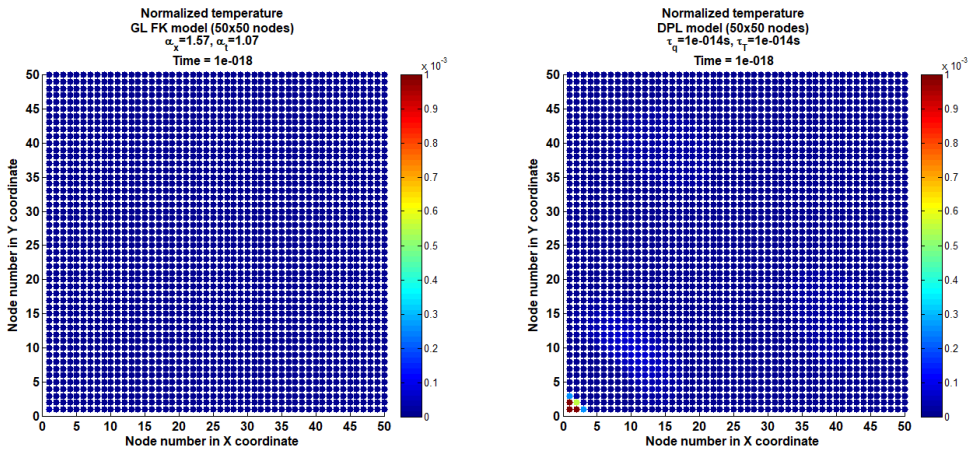 Normalized temperature
GL FK model (50x50 nodes)
αx=1.57, αt=1.07
Time = 1e-018
x 10-3
1
0.9
0.8
0.7
0.6
0.5
0.4
0.3
0.2
0.1
0
50
45
40
35
30
25
20
15
10
5
0
Node number in Y coordinate
0 5 10 15 20 25 30 35 40 45 50
Node number in X coordinate
Normalized temperature
DPL model (50x50 nodes)
τq=1e-014s, τT=1e-014s
Time = 1e-018
x 10-3
1
0.9
0.8
0.7
0.6
0.5
0.4
0.3
0.2
0.1
0
50
45
40
35
30
25
20
15
10
5
0
Node number in Y coordinate
0 5 10 15 20 25 30 35 40 45 50
Node number in X coordinate